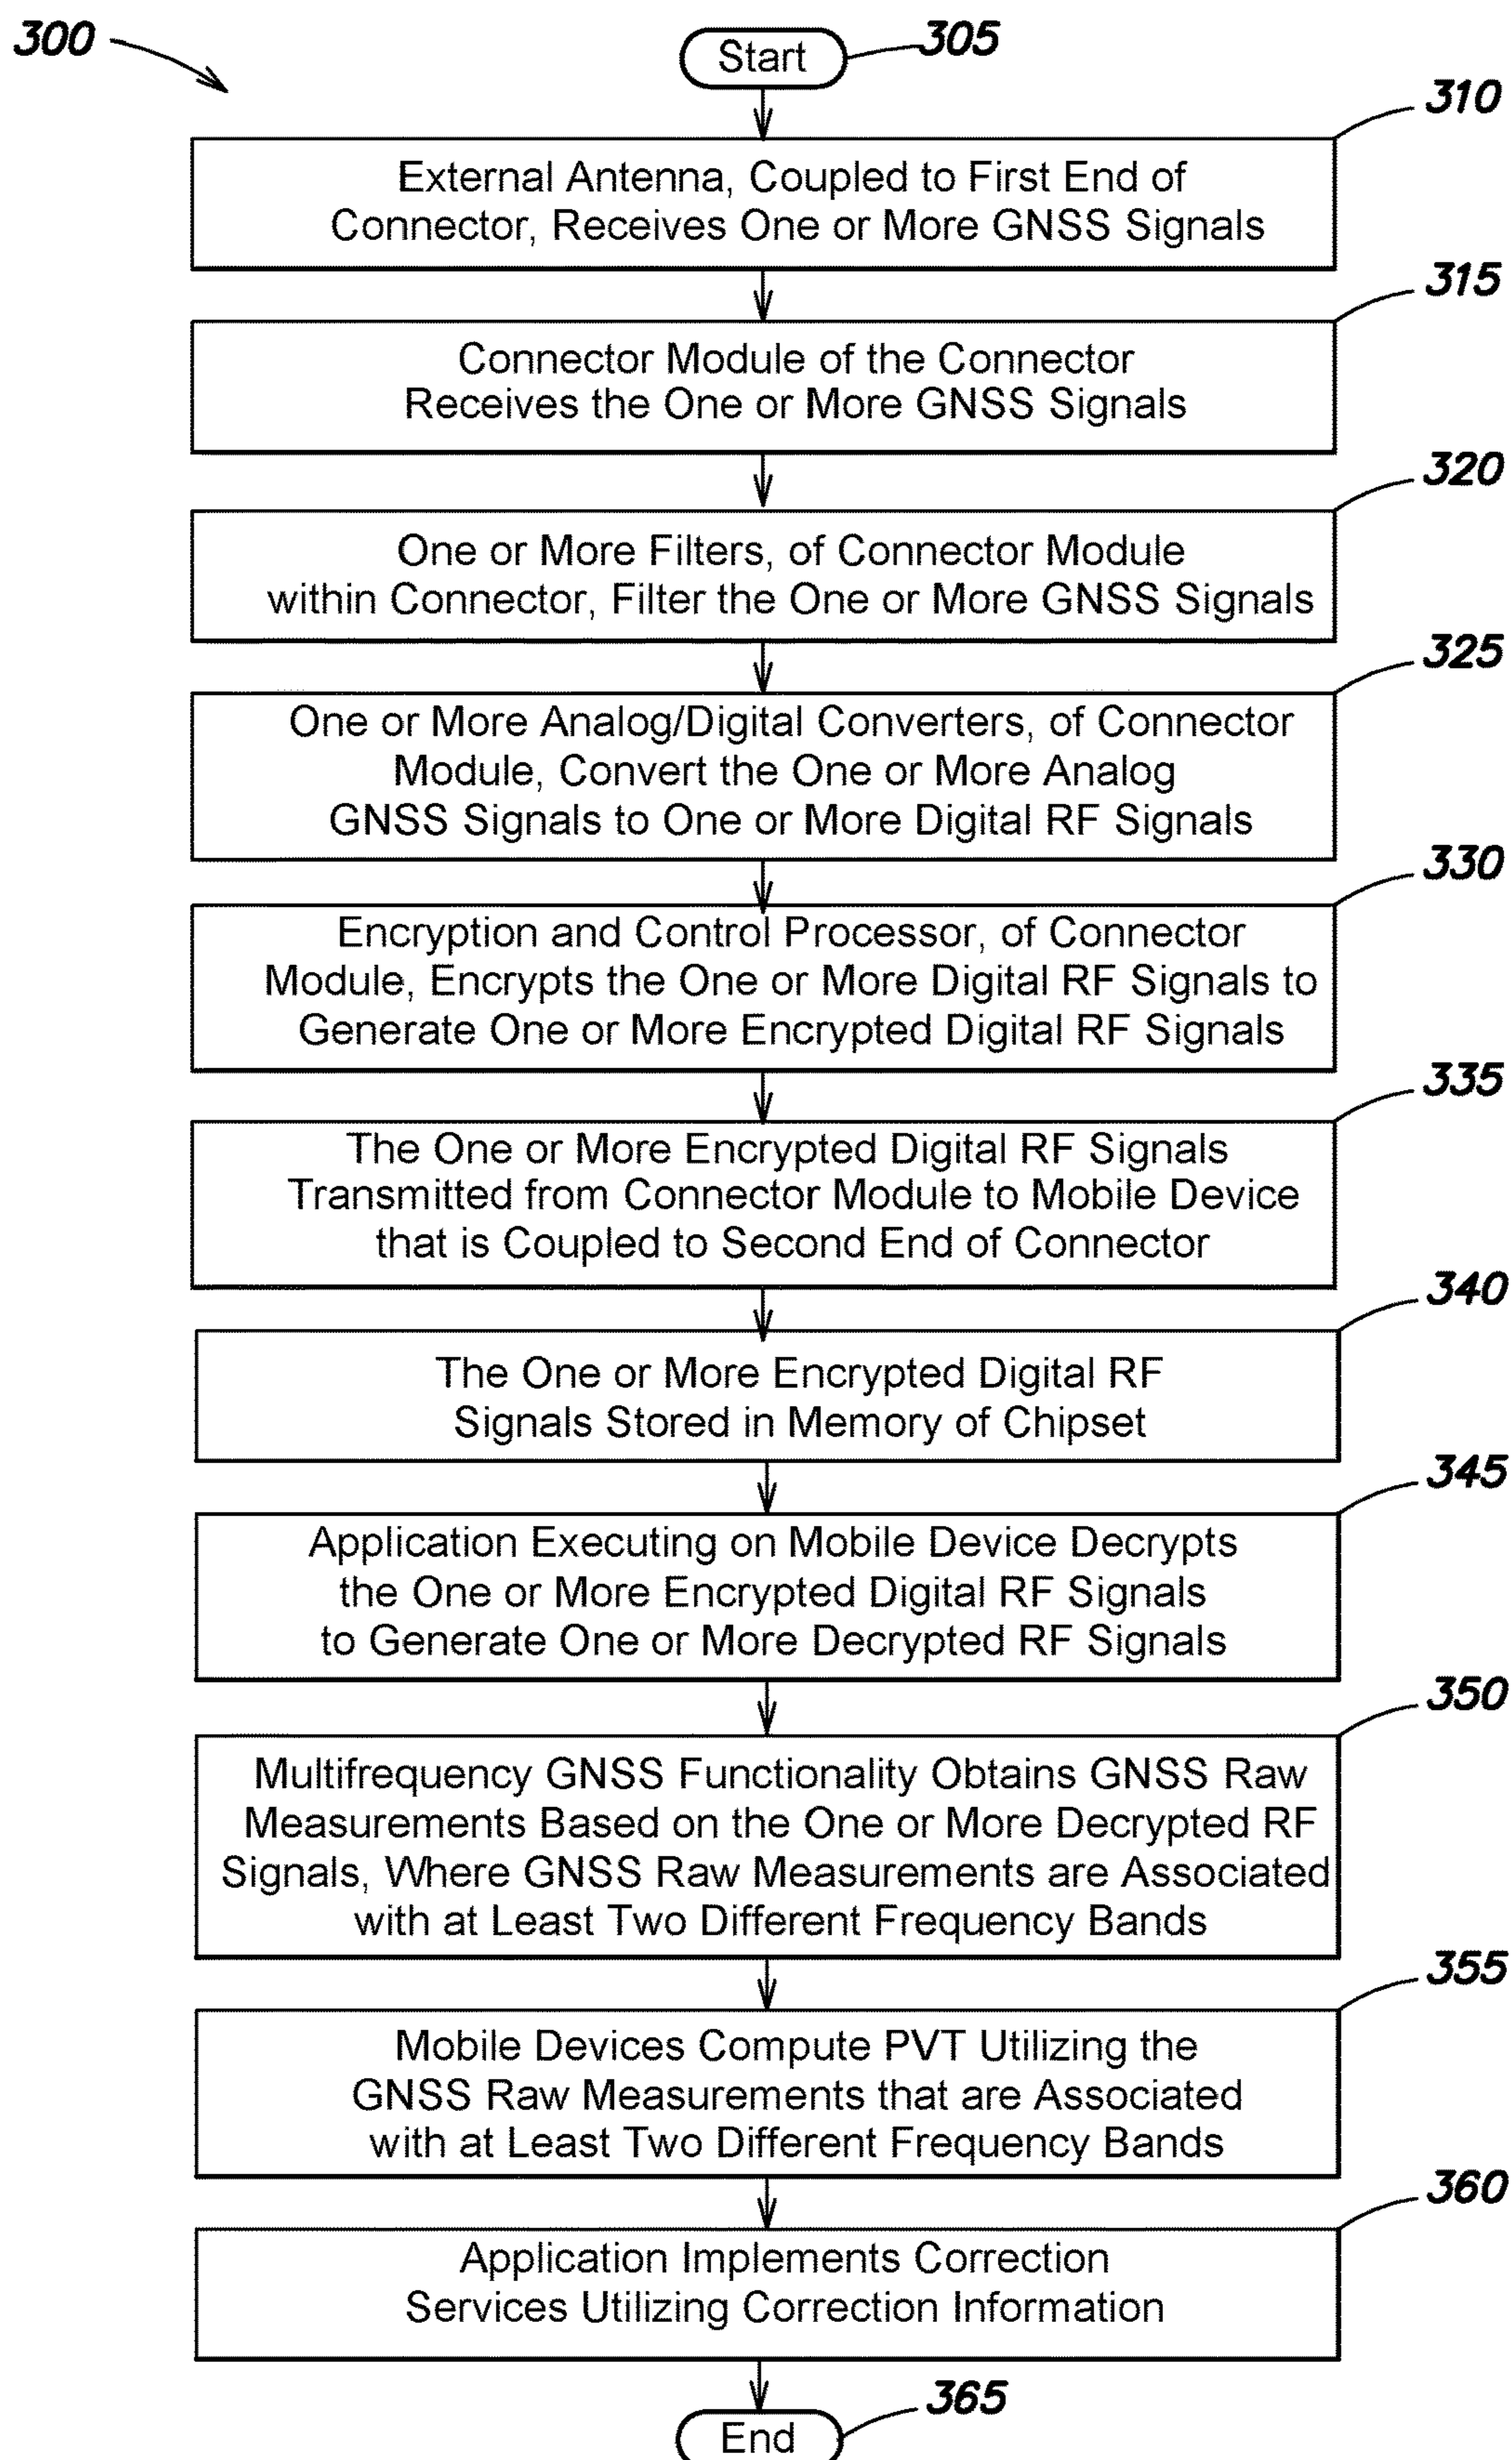 300
Start
305
310
External Antenna, Coupled to First End of
Connector, Receives One or More GNSS Signals
315
Connector Module of the Connector
Receives the One or More GNSS Signals
320
One or More Filters, of Connector Module
within Connector, Filter the One or More GNSS Signals
325
One or More Analog/Digital Converters, of Connector
Module, Convert the One or More Analog
GNSS Signals to One or More Digital RF Signals
330
Encryption and Control Processor, of Connector
Module, Encrypts the One or More Digital RF Signals to
Generate One or More Encrypted Digital RF Signals
335
The One or More Encrypted Digital RF Signals
Transmitted from Connector Module to Mobile Device
that is Coupled to Second End of Connector
340
The One or More Encrypted Digital RF
Signals Stored in Memory of Chipset
345
Application Executing on Mobile Device Decrypts
the One or More Encrypted Digital RF Signals
to Generate One or More Decrypted RF Signals
350
Multifrequency GNSS Functionality Obtains GNSS Raw
Measurements Based on the One or More Decrypted RF
Signals, Where GNSS Raw Measurements are Associated
with at Least Two Different Frequency Bands
355
Mobile Devices Compute PVT Utilizing the
GNSS Raw Measurements that are Associated
with at Least Two Different Frequency Bands
360
Application Implements Correction
Services Utilizing Correction Information
365
End